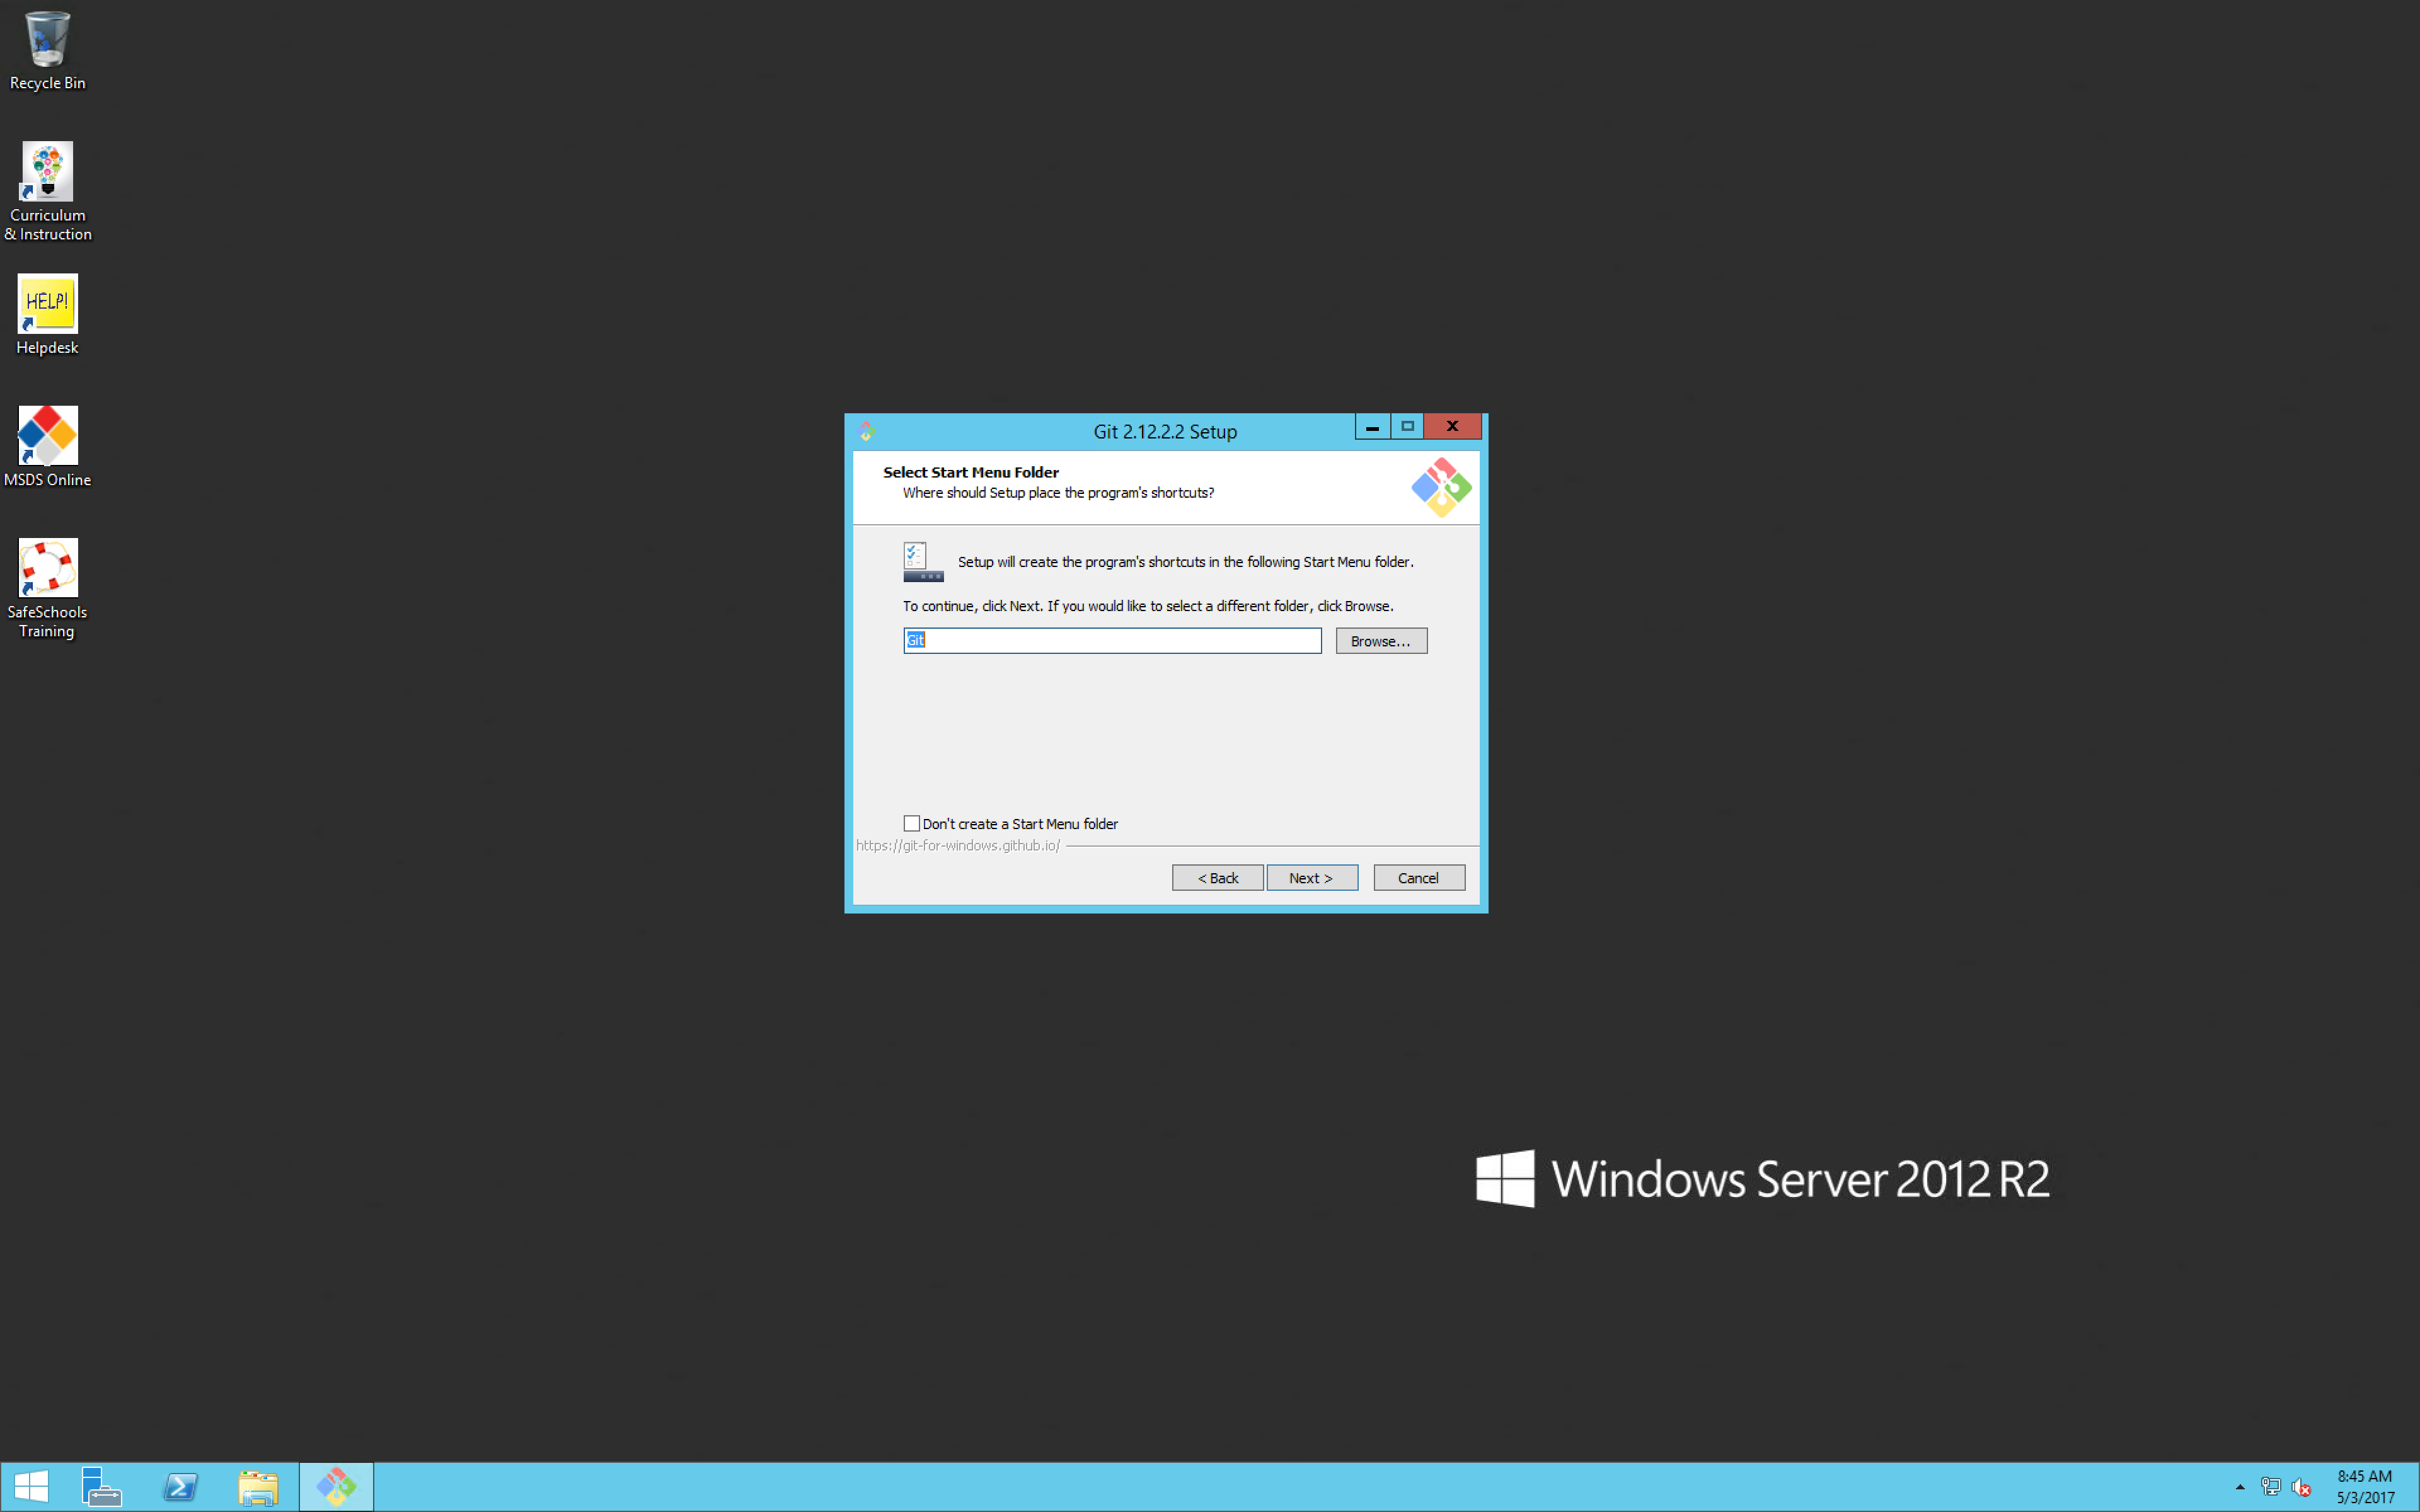 Recycle Bin
Curriculum
& Instruction
HELP!
Helpdesk
MSDS Online
SafeSchools
Training
Git 2.12.2.2 Setup
Select Start Menu Folder
Where should Setup place the program's shortcuts?
Setup will create the program's shortcuts in the following Start Menu folder.
To continue, click Next. If you would like to select a different folder, click Browse.
Git
Browse...
Don't create a Start Menu folder
https://git-for-windows.github.io/
< Back
Next >
Cancel
Windows Server 2012 R2
8:45 AM
5/3/2017